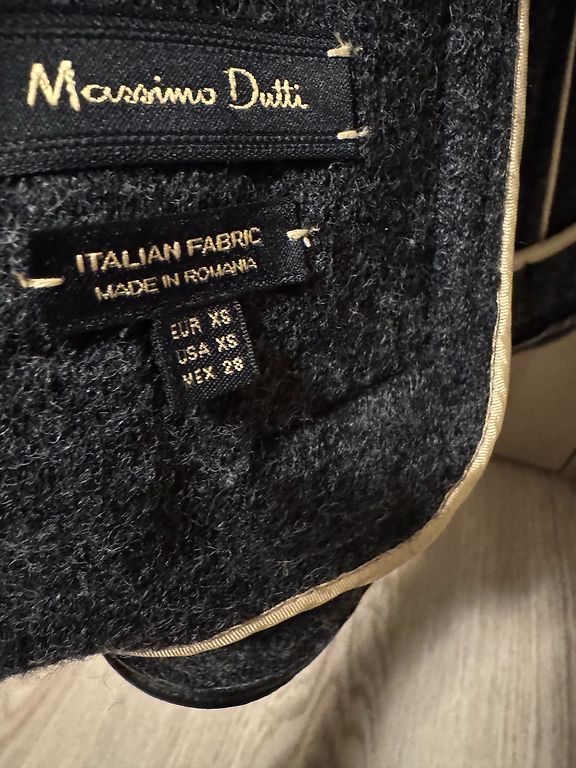 Massimo Dutti
ITALIAN FABRIC
MADE IN ROMANIA
EUR XS
USA XS
MEX 28